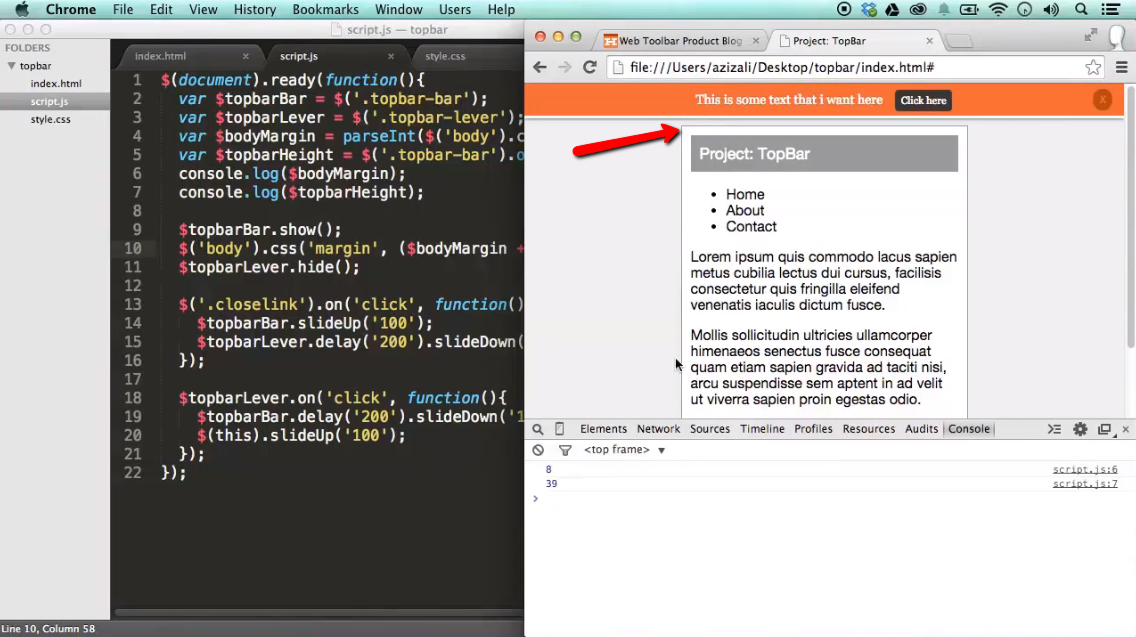 Chrome File Edit View History Bookmarks Window Users Help
script.js — topbar
FOLDERS
topbar
index.html
script.js
style.css
index.html × script.js × style.css
1 $(document).ready(function(){
2 var $topbarBar = $('.topbar-bar');
3 var $topbarLever = $('.topbar-lever');
4 var $bodyMargin = parseInt($('body').c
5 var $topbarHeight = $('.topbar-bar').o
6 console.log($bodyMargin);
7 console.log($topbarHeight);
8
9 $topbarBar.show();
10 $('body').css('margin', ($bodyMargin +
11 $topbarLever.hide();
12
13 $('.closelink').on('click', function()
14 $topbarBar.slideUp('100');
15 $topbarLever.delay('200').slideDown(
16 });
17
18 $topbarLever.on('click', function(){
19 $topbarBar.delay('200').slideDown('1
20 $(this).slideUp('100');
21 });
22 });
Line 10, Column 58
Web Toolbar Product Blog × Project: TopBar ×
file:///Users/azizali/Desktop/topbar/index.html#
This is some text that i want here Click here X
Project: TopBar
• Home
• About
• Contact
Lorem ipsum quis commodo lacus sapien
metus cubilia lectus dui cursus, facilisis
consectetur quis fringilla eleifend
venenatis iaculis dictum fusce.
Mollis sollicitudin ultricies ullamcorper
himenaeos senectus fusce consequat
quam etiam sapien gravida ad taciti nisi,
arcu suspendisse sem aptent in ad velit
ut viverra sapien proin egestas odio.
Elements Network Sources Timeline Profiles Resources Audits Console
<top frame> ▼
8 script.js:6
39 script.js:7
>